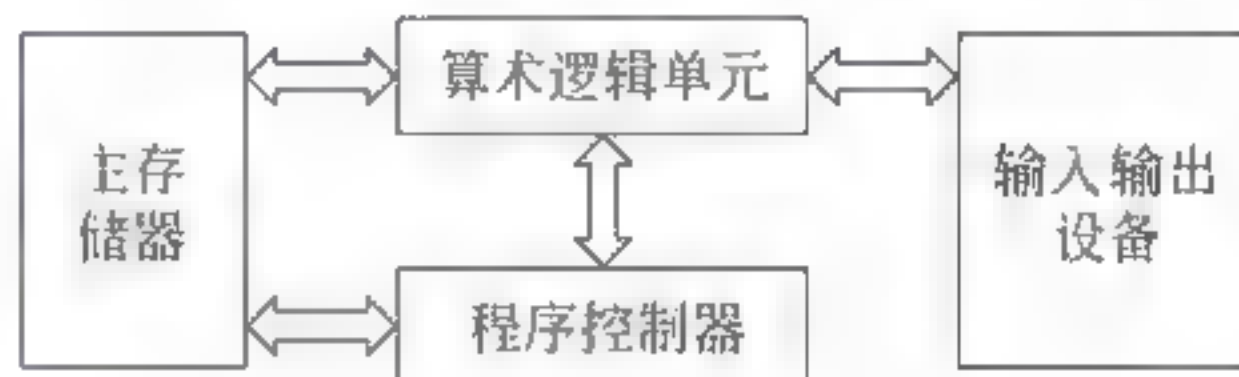 算术逻辑单元
主存
储器
输入输出
设备
程序控制器